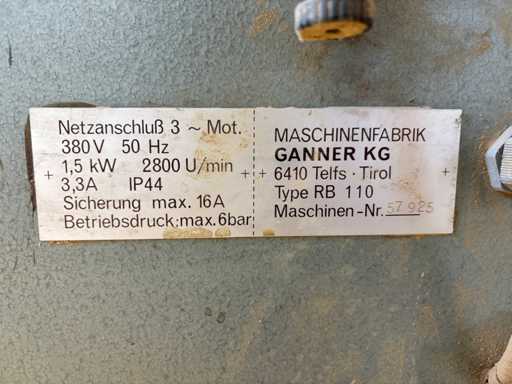 Netzanschluß 3 ~ Mot.
380V 50 Hz
1,5 kW 2800 U/min
3,3A IP44
Sicherung max. 16A
Betriebsdruck; max. 6bar
MASCHINENFABRIK
GANNER KG
6410 Telfs · Tirol
Type RB 110
Maschinen-Nr. 57 925